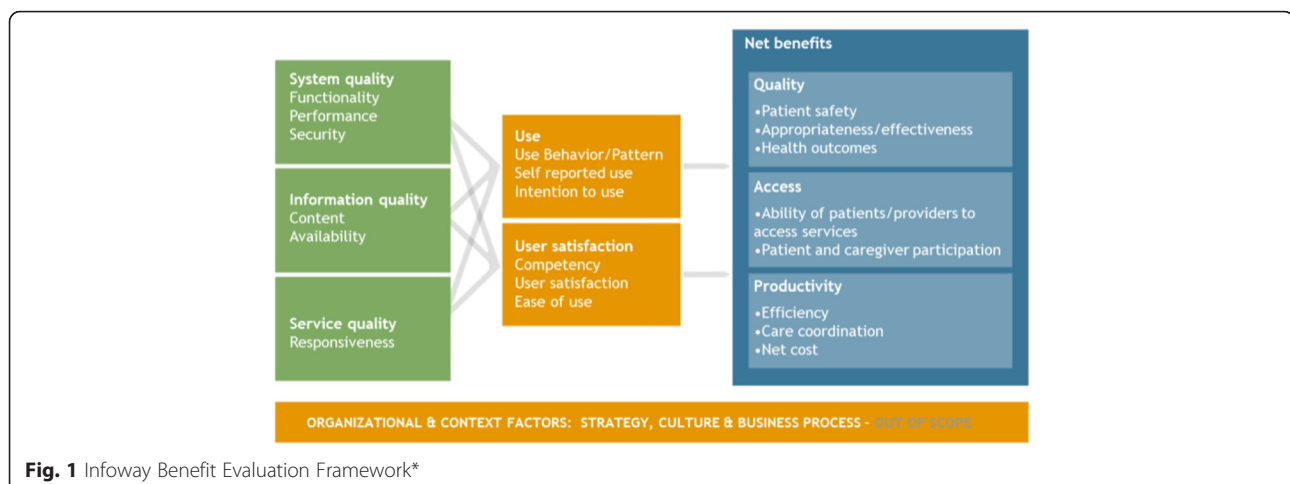 System quality
Functionality
Performance
Security
Information quality
Content
Availability
Service quality
Responsiveness
Use
Use Behavior/Pattern
Self reported use
Intention to use
User satisfaction
Competency
User satisfaction
Ease of use
Net benefits
Quality
•Patient safety
•Appropriateness/effectiveness
•Health outcomes
Access
•Ability of patients/providers to
access services
•Patient and caregiver participation
Productivity
•Efficiency
•Care coordination
•Net cost
ORGANIZATIONAL & CONTEXT FACTORS: STRATEGY, CULTURE & BUSINESS PROCESS - OUT OF SCOPE
Fig. 1 Infoway Benefit Evaluation Framework*